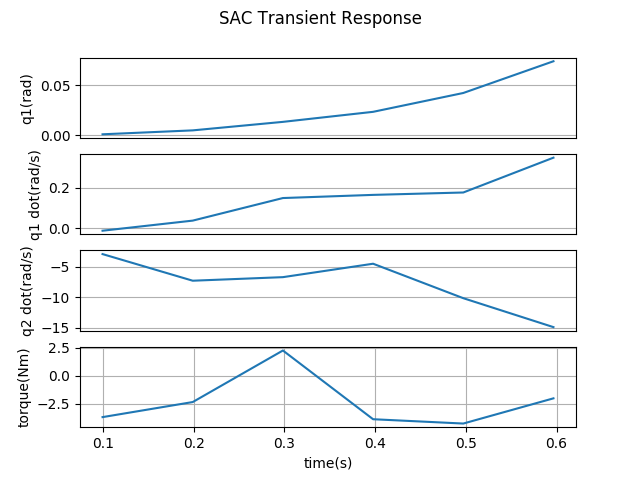 SAC Transient Response
q1(rad)
0.05
0.00
q1 dot(rad/s)
0.2
0.0
q2 dot(rad/s)
−5
−10
−15
torque(Nm)
2.5
0.0
−2.5
0.1 0.2 0.3 0.4 0.5 0.6
time(s)